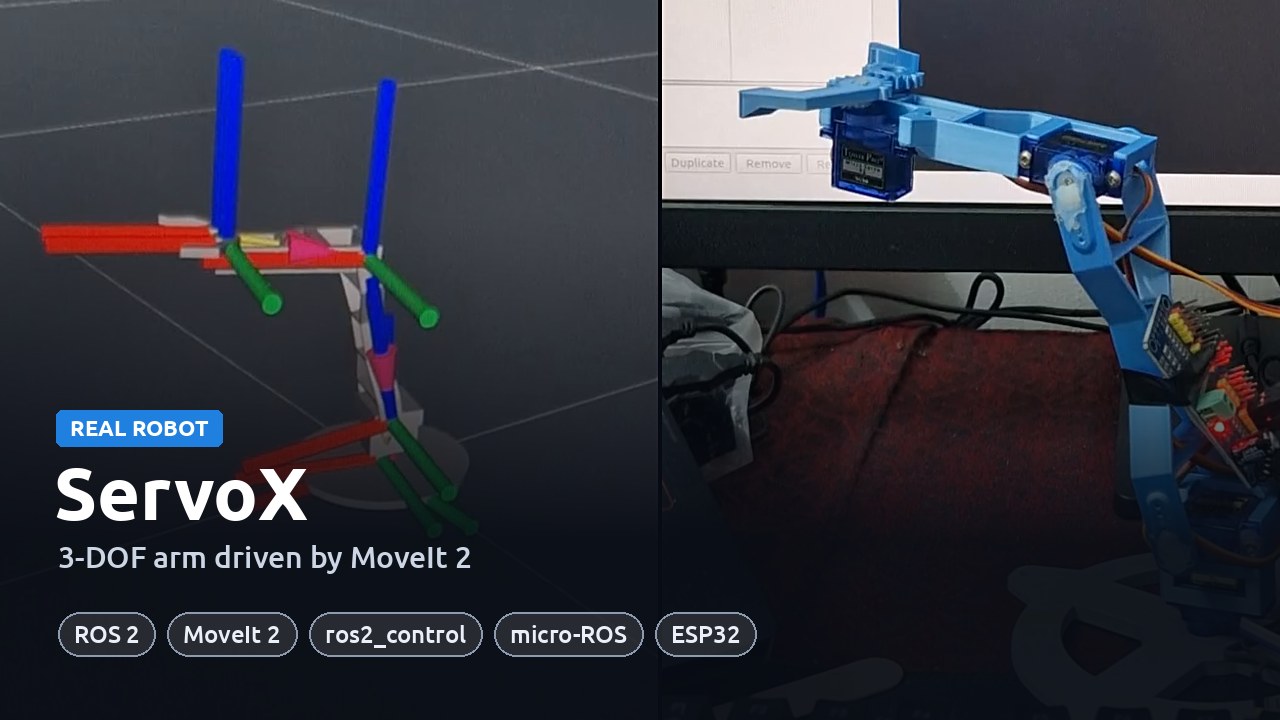 Duplicate
Remove
Re
REAL ROBOT
ServoX
3-DOF arm driven by MoveIt 2
ROS 2
MoveIt 2
ros2_control
micro-ROS
ESP32